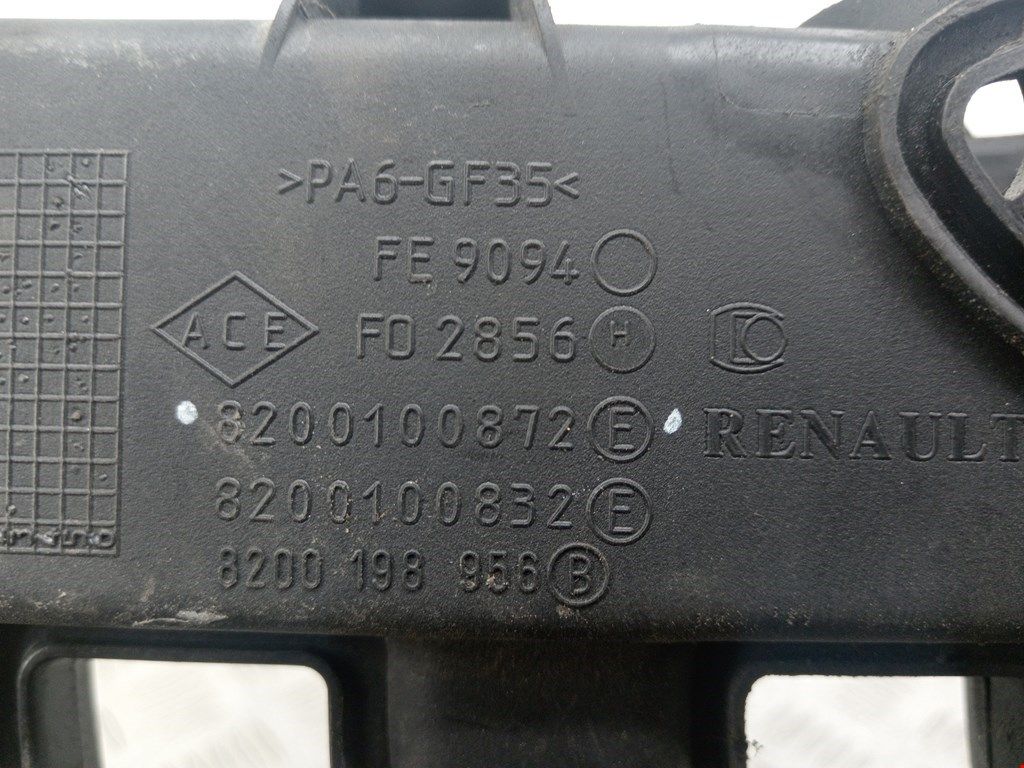 >PA6-GF35<
FE 9094
ACE
FO 2856 H
8200100872 E
RENAULT
8200100832 E
8200 198 956 B